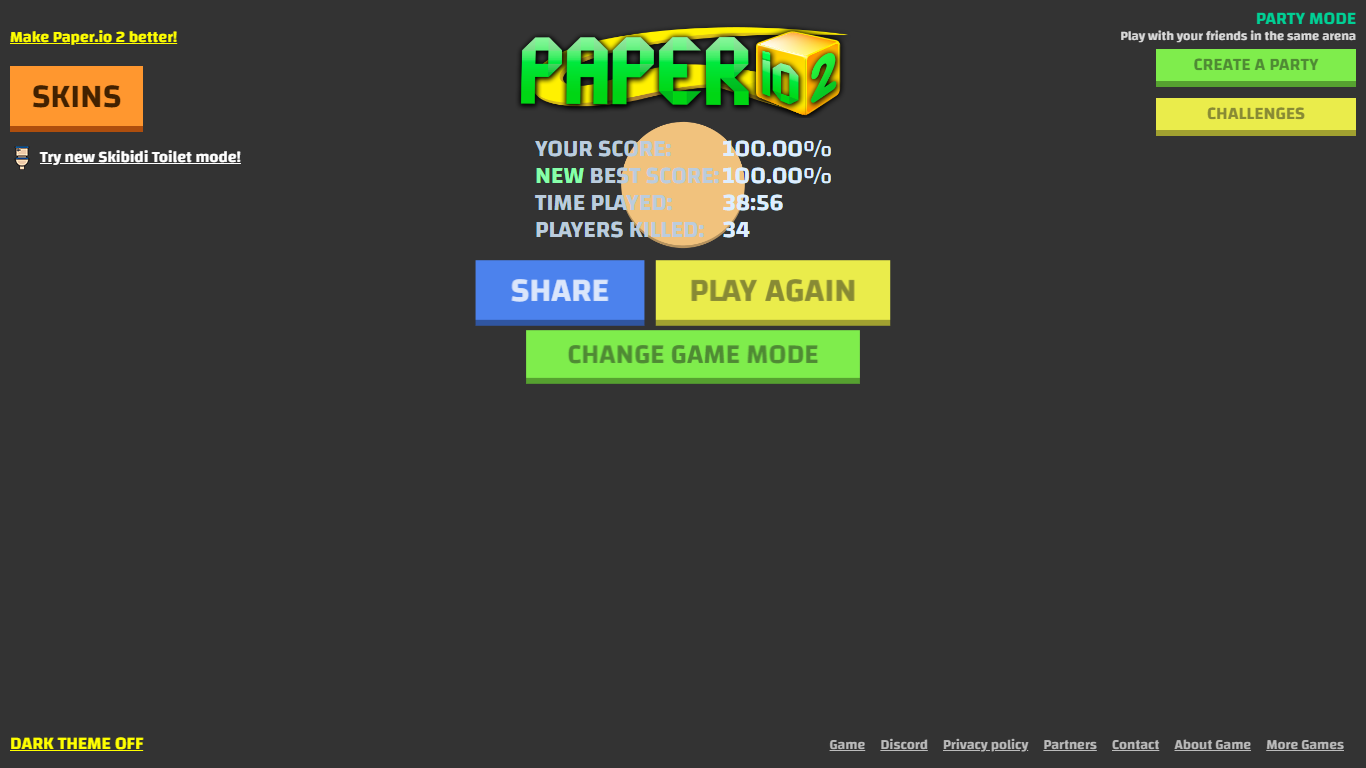 Make Paper.io 2 better!
SKINS
Try new Skibidi Toilet mode!
PAPER io 2
PARTY MODE
Play with your friends in the same arena
CREATE A PARTY
CHALLENGES
YOUR SCORE: 100.00%
NEW BEST SCORE: 100.00%
TIME PLAYED: 38:56
PLAYERS KILLED: 34
SHARE PLAY AGAIN
CHANGE GAME MODE
DARK THEME OFF
Game Discord Privacy policy Partners Contact About Game More Games